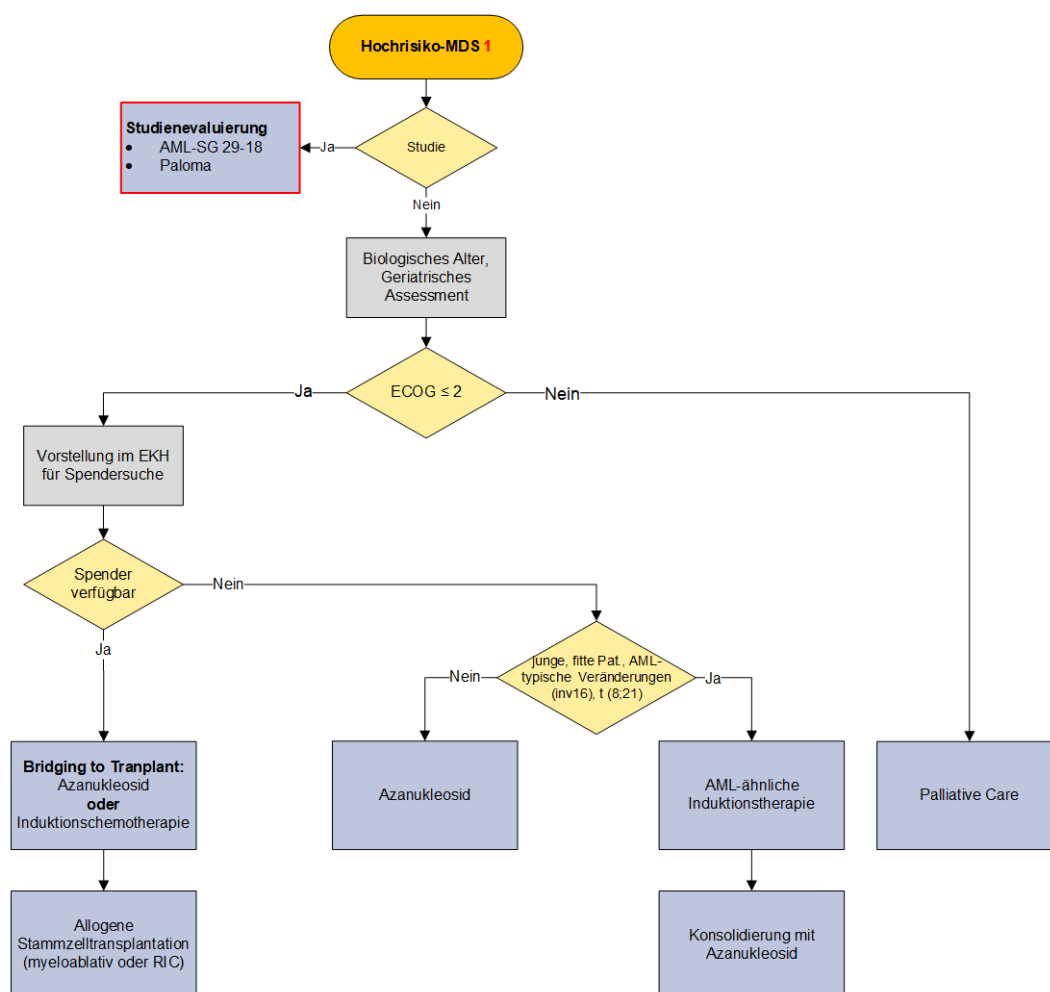 Hochrisiko-MDS 1
Studienevaluierung
• AML-SG 29-18
• Paloma
Ja
Studie
Nein
Biologisches Alter,
Geriatrisches
Assessment
Ja
ECOG ≤ 2
Nein
Vorstellung im EKH
für Spendersuche
Spender
verfügbar
Nein
Ja
junge, fitte Pat., AML-
typische Veränderungen
(inv16), t (8;21)
Nein
Ja
Bridging to Tranplant:
Azanukleosid
oder
Induktionschemotherapie
Azanukleosid
AML-ähnliche
Induktionstherapie
Palliative Care
Allogene
Stammzelltransplantation
(myeloablativ oder RIC)
Konsolidierung mit
Azanukleosid